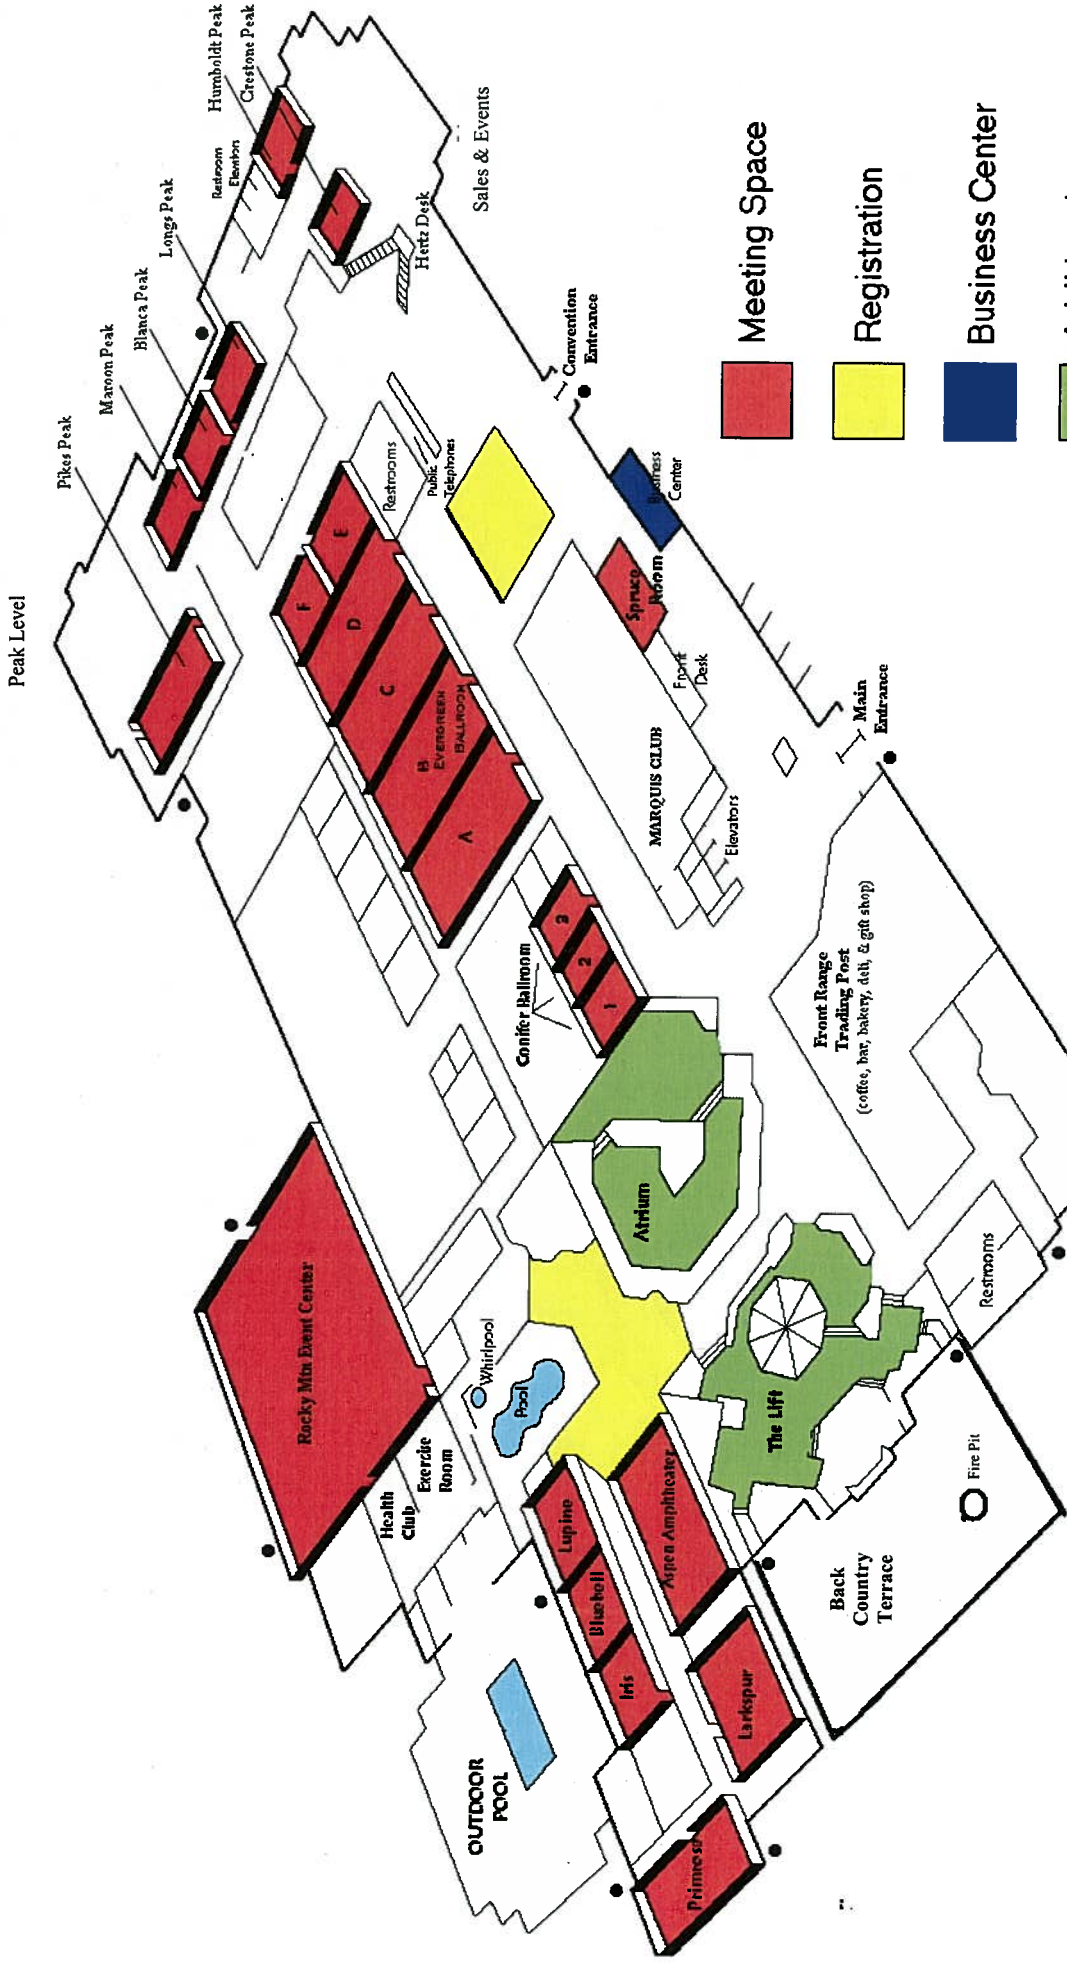 Peak Level
Pikes Peak
Maroon Peak
Blanca Peak
Longs Peak
Restroom
Elevators
Humboldt Peak
Crestone Peak
Sales & Events
Hertz Desk
Convention
Entrance
Restrooms
Public
Telephones
Business
Center
Spruce
Room
Front
Desk
MARQUIS CLUB
Elevators
Main
Entrance
F
E
D
C
B
EVERGREEN
BALLROOM
A
Conifer Ballroom
3
2
1
Front Range
Trading Post
(coffee, bar, bakery, deli, & gift shop)
Rocky Mtn Event Center
Atrium
Restrooms
Whirlpool
Pool
Exercise
Room
Health
Club
The Lift
Fire Pit
Back
Country
Terrace
Lupine
Bluebell
Iris
Aspen Amphitheater
Larkspur
Primrose
OUTDOOR
POOL
Meeting Space
Registration
Business Center